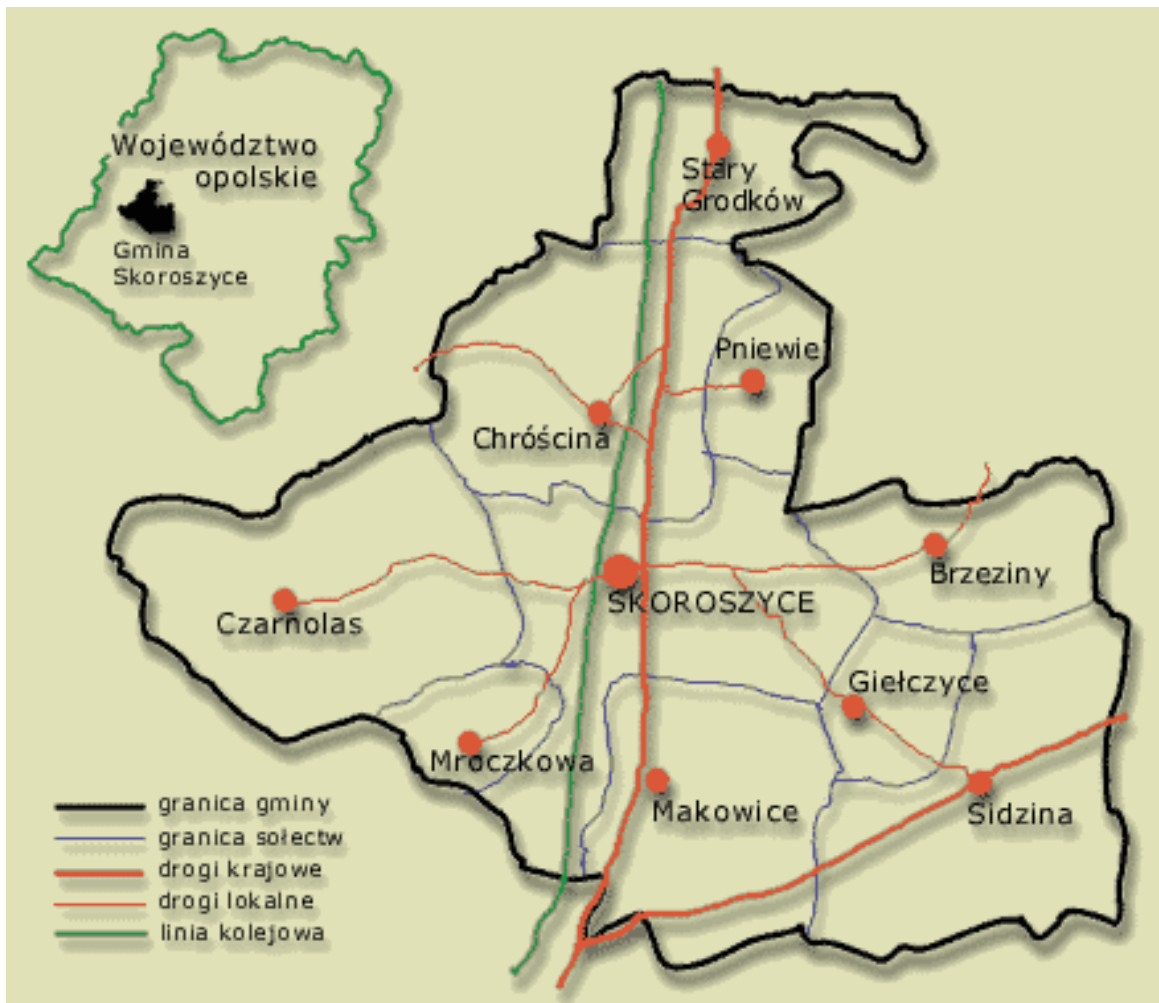 Województwo
opolskie
Gmina
Skoroszyce
Stary
Grodków
Pniewie
Chróścina
Brzeziny
SKOROSZYCE
Czarnolas
Giełczyce
Mroczkowa
Makowice
Sidzina
granica gminy
granica sołectw
drogi krajowe
drogi lokalne
linia kolejowa